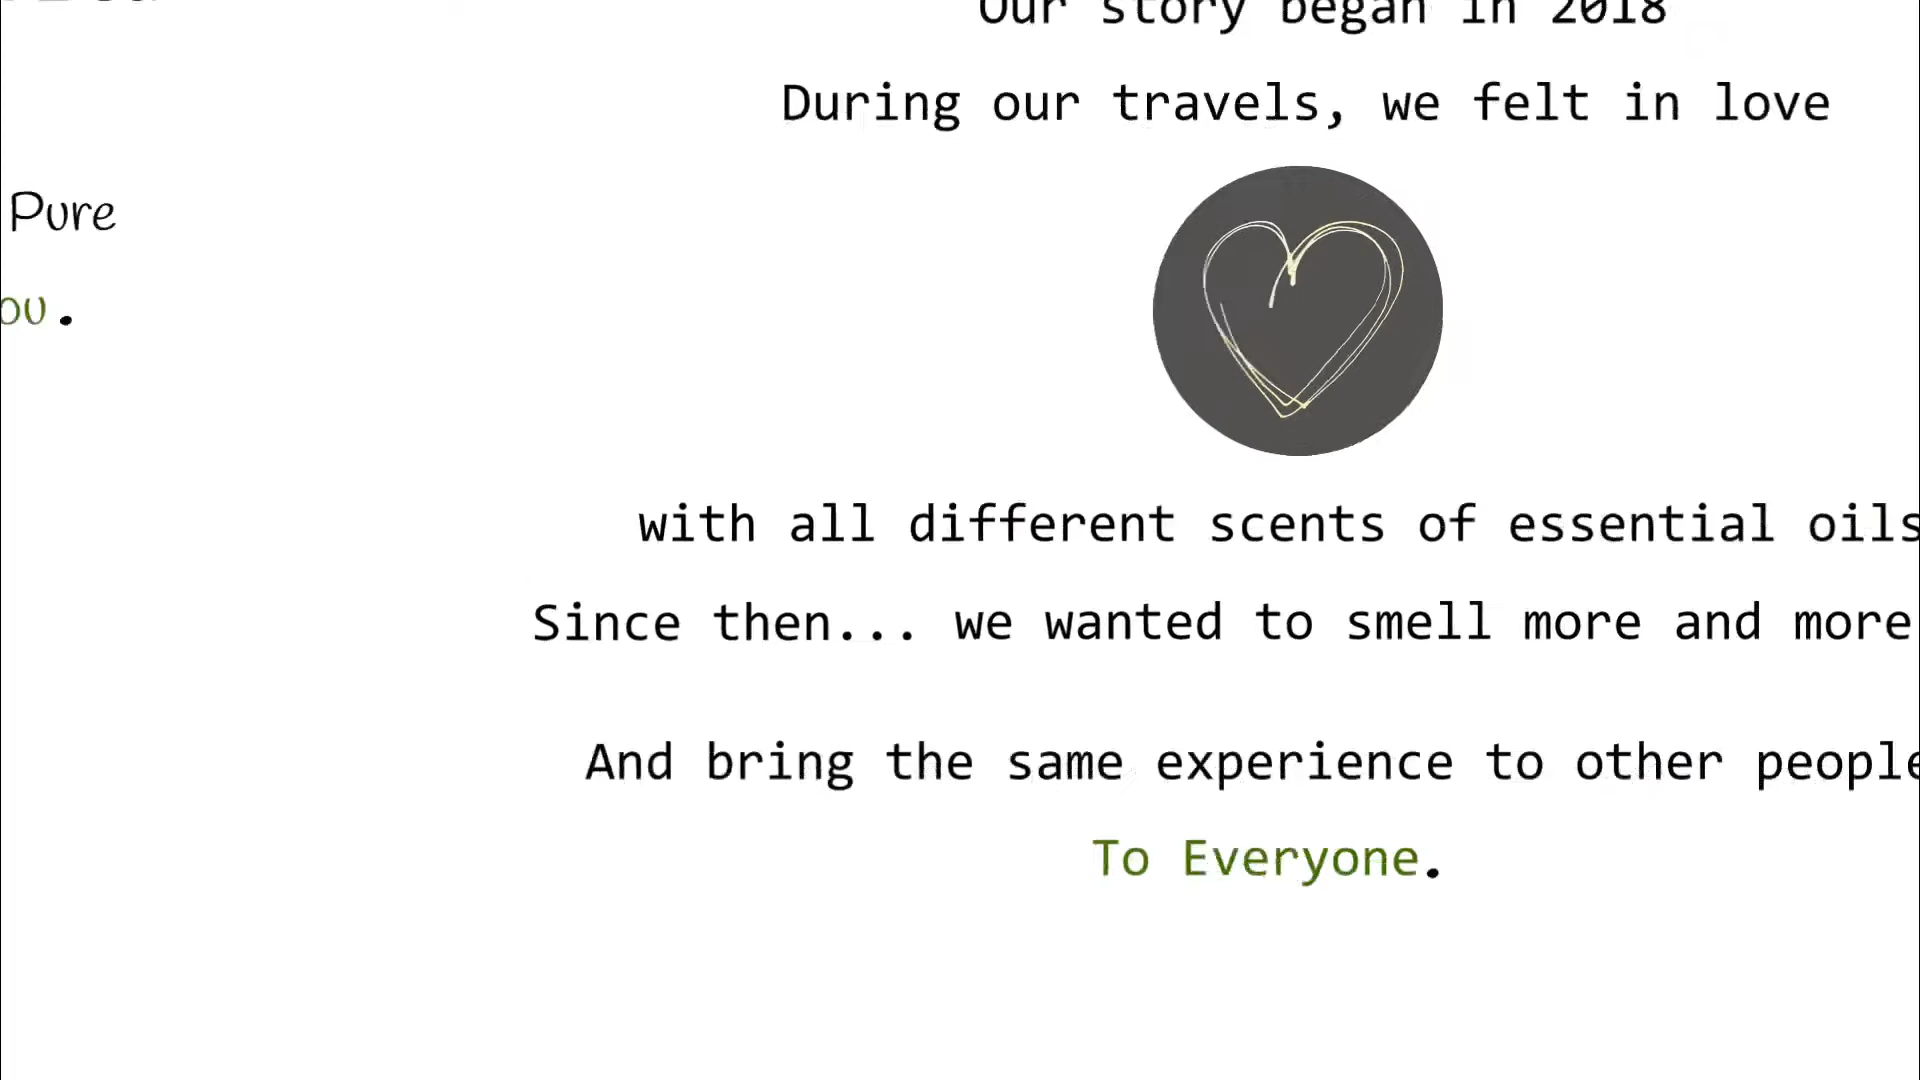 Our story began in 2018
During our travels, we felt in love
Pure
ou.
with all different scents of essential oils
Since then... we wanted to smell more and more
And bring the same experience to other people
To Everyone.